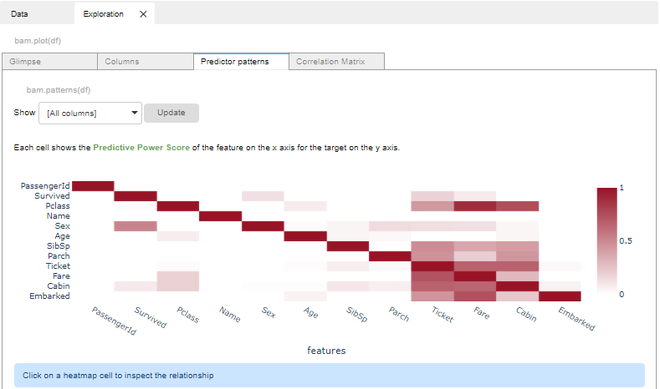 Data Exploration ✕
bam.plot(df)
Glimpse Columns Predictor patterns Correlation Matrix
bam.patterns(df)
Show [All columns] Update
Each cell shows the Predictive Power Score of the feature on the x axis for the target on the y axis.
PassengerId
Survived
Pclass
Name
Sex
Age
SibSp
Parch
Ticket
Fare
Cabin
Embarked
1
0.5
0
PassengerId Survived Pclass Name Sex Age SibSp Parch Ticket Fare Cabin Embarked
features
Click on a heatmap cell to inspect the relationship